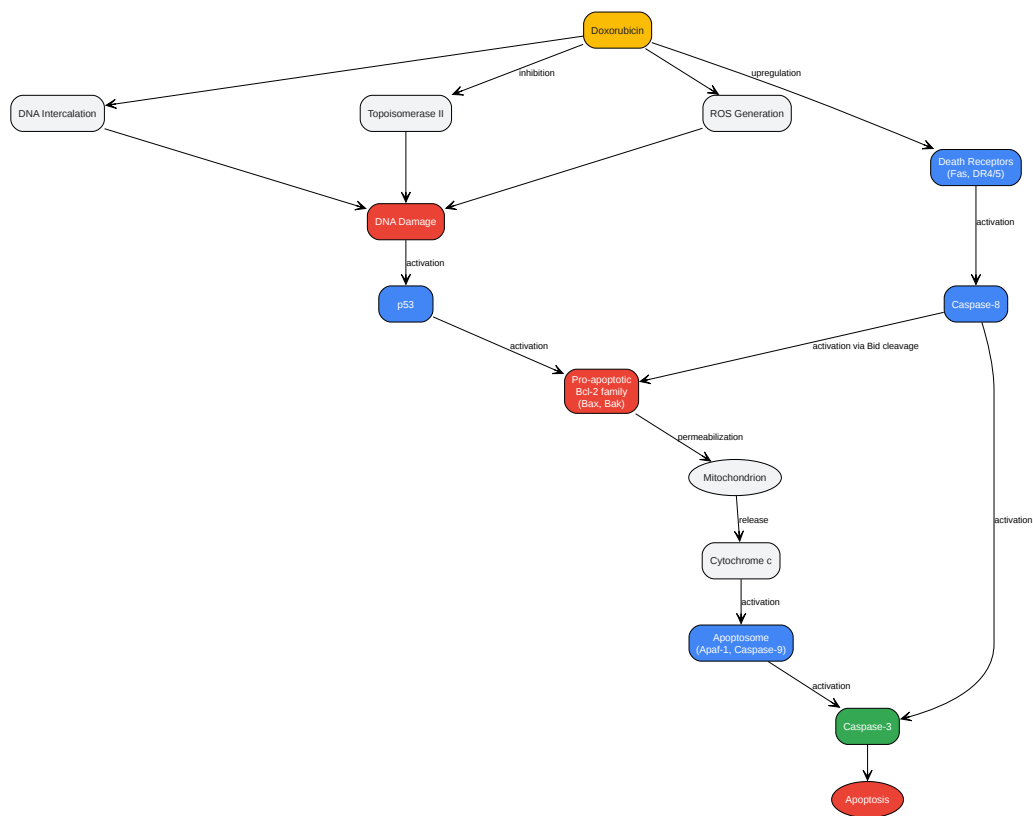 Doxorubicin
inhibition
upregulation
DNA Intercalation
Topoisomerase II
ROS Generation
Death Receptors
(Fas, DR4/5)
DNA Damage
activation
activation
p53
Caspase-8
activation
activation via Bid cleavage
Pro-apoptotic
Bcl-2 family
(Bax, Bak)
permeabilization
Mitochondrion
release
activation
Cytochrome c
activation
Apoptosome
(Apaf-1, Caspase-9)
activation
Caspase-3
Apoptosis